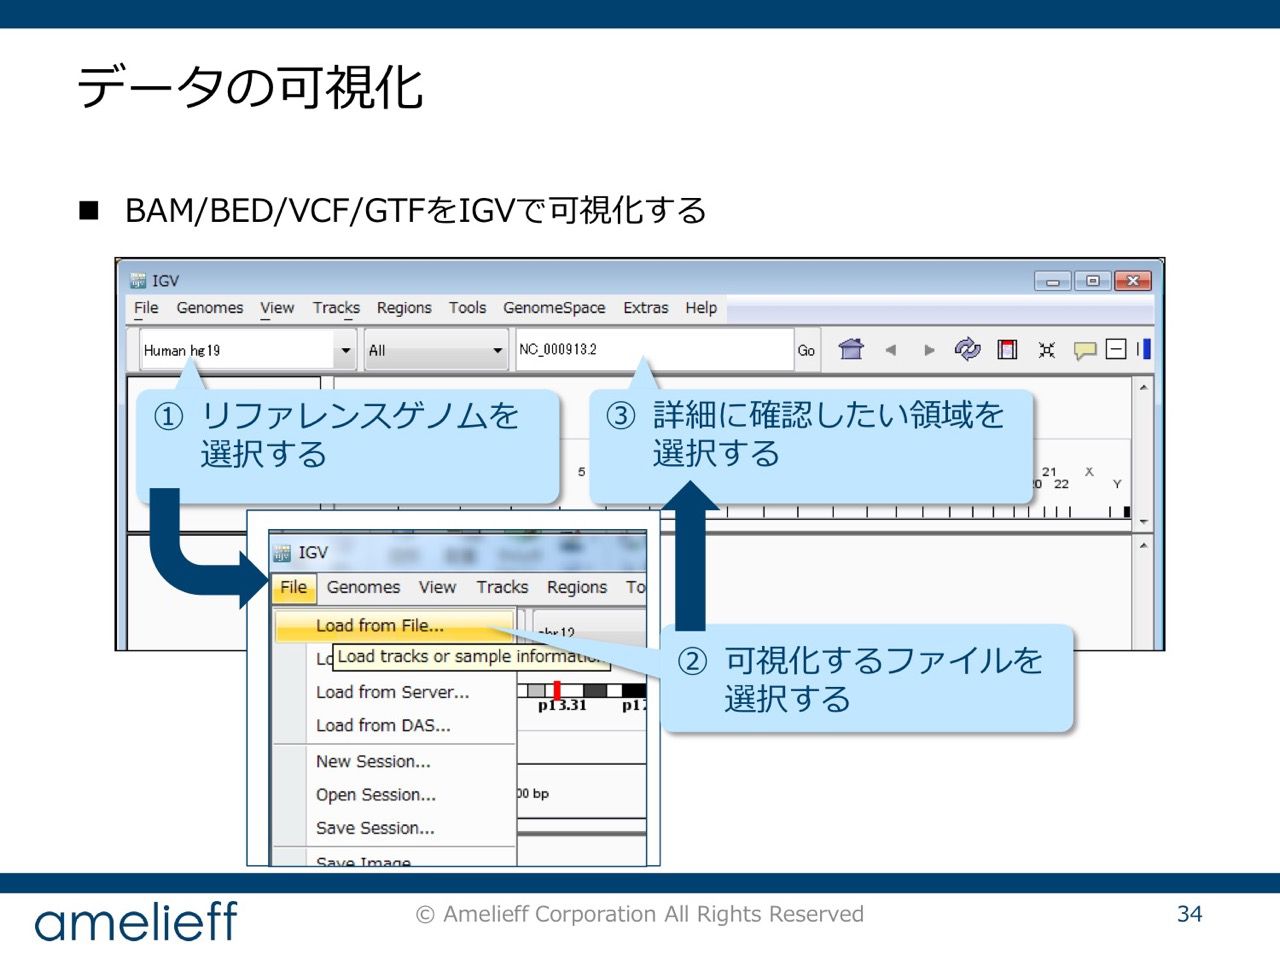 データの可視化
■ BAM/BED/VCF/GTFをIGVで可視化する
IGV
File Genomes View Tracks Regions Tools GenomeSpace Extras Help
Human hg19 All NC_000913.2 Go
① リファレンスゲノムを
選択する
③ 詳細に確認したい領域を
選択する
5 21 X
22 Y
IGV
File Genomes View Tracks Regions To
Load from File...
Load tracks or sample information
Load from Server...
p13.31
Load from DAS...
New Session...
Open Session...
00 bp
Save Session...
Save Image
② 可視化するファイルを
選択する
amelieff
© Amelieff Corporation All Rights Reserved
34